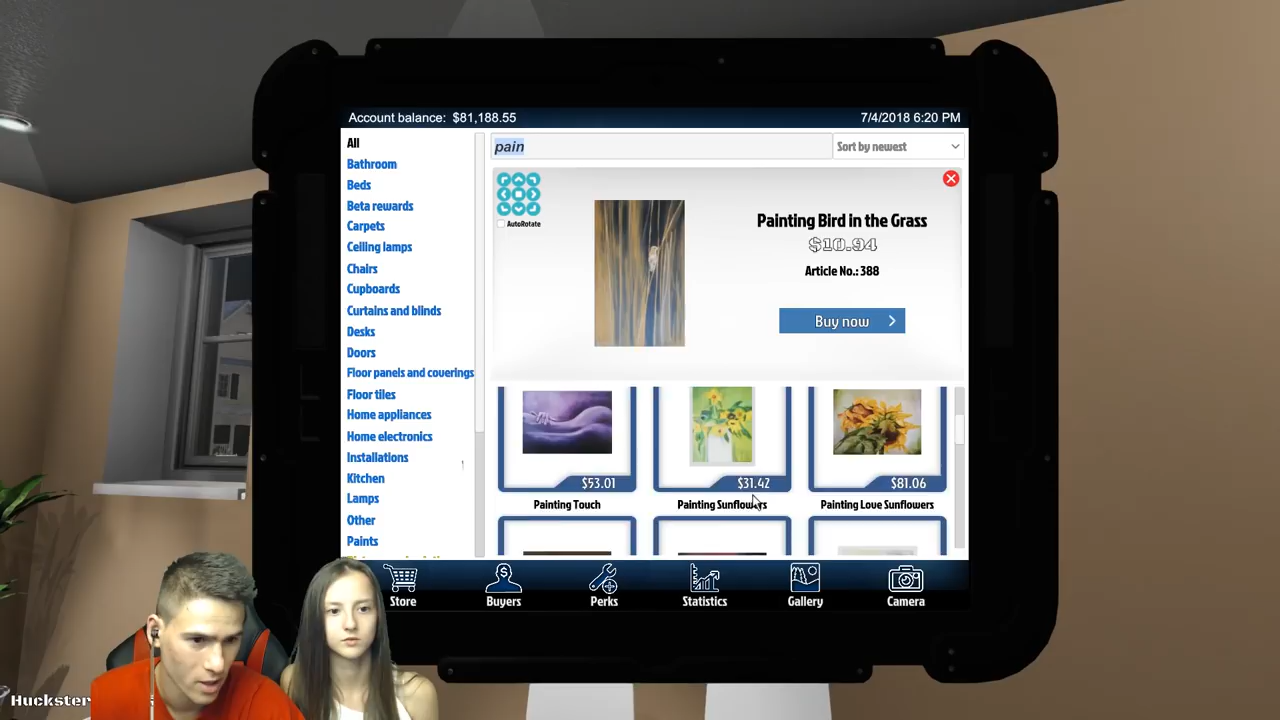 Account balance: $81,188.55
7/4/2018 6:20 PM
All
Bathroom
Beds
Beta rewards
Carpets
Ceiling lamps
Chairs
Cupboards
Curtains and blinds
Desks
Doors
Floor panels and coverings
Floor tiles
Home appliances
Home electronics
Installations
Kitchen
Lamps
Other
Paints
pain
Sort by newest
AutoRotate
Painting Bird in the Grass
$10.94
Article No.: 388
Buy now
$53.01
$31.42
$81.06
Painting Touch
Painting Sunflowers
Painting Love Sunflowers
Store
Buyers
Perks
Statistics
Gallery
Camera
Huckster